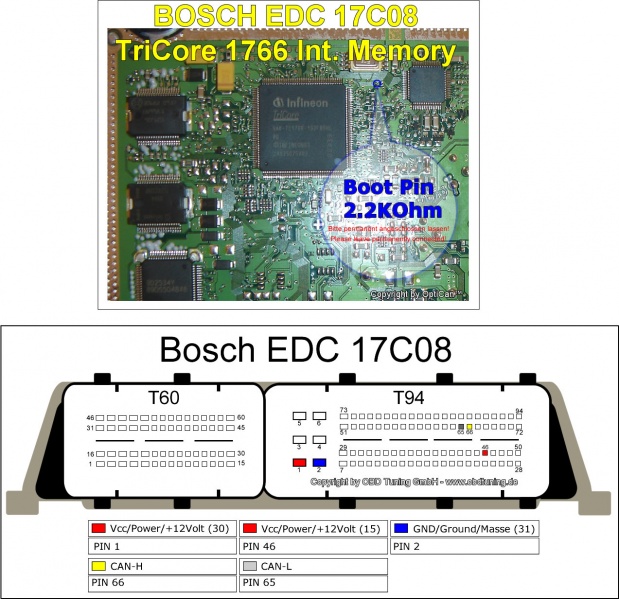 BOSCH EDC 17C08
TriCore 1766 Int. Memory
Infineon
TriCore
Boot Pin
2.2KOhm
Bitte permanent angeschlossen lassen!
Please leave permanently connected!
Copyright by OptiCan™
Bosch EDC 17C08
T60
T94
46 60
31 45
16 30
1 15
5 6
3 4
1 2
73 94
51 65 66 72
29 46 50
7 28
Copyright by OBD Tuning GmbH - www.obdtuning.de
Vcc/Power/+12Volt (30) Vcc/Power/+12Volt (15) GND/Ground/Masse (31)
PIN 1 PIN 46 PIN 2
CAN-H CAN-L
PIN 66 PIN 65